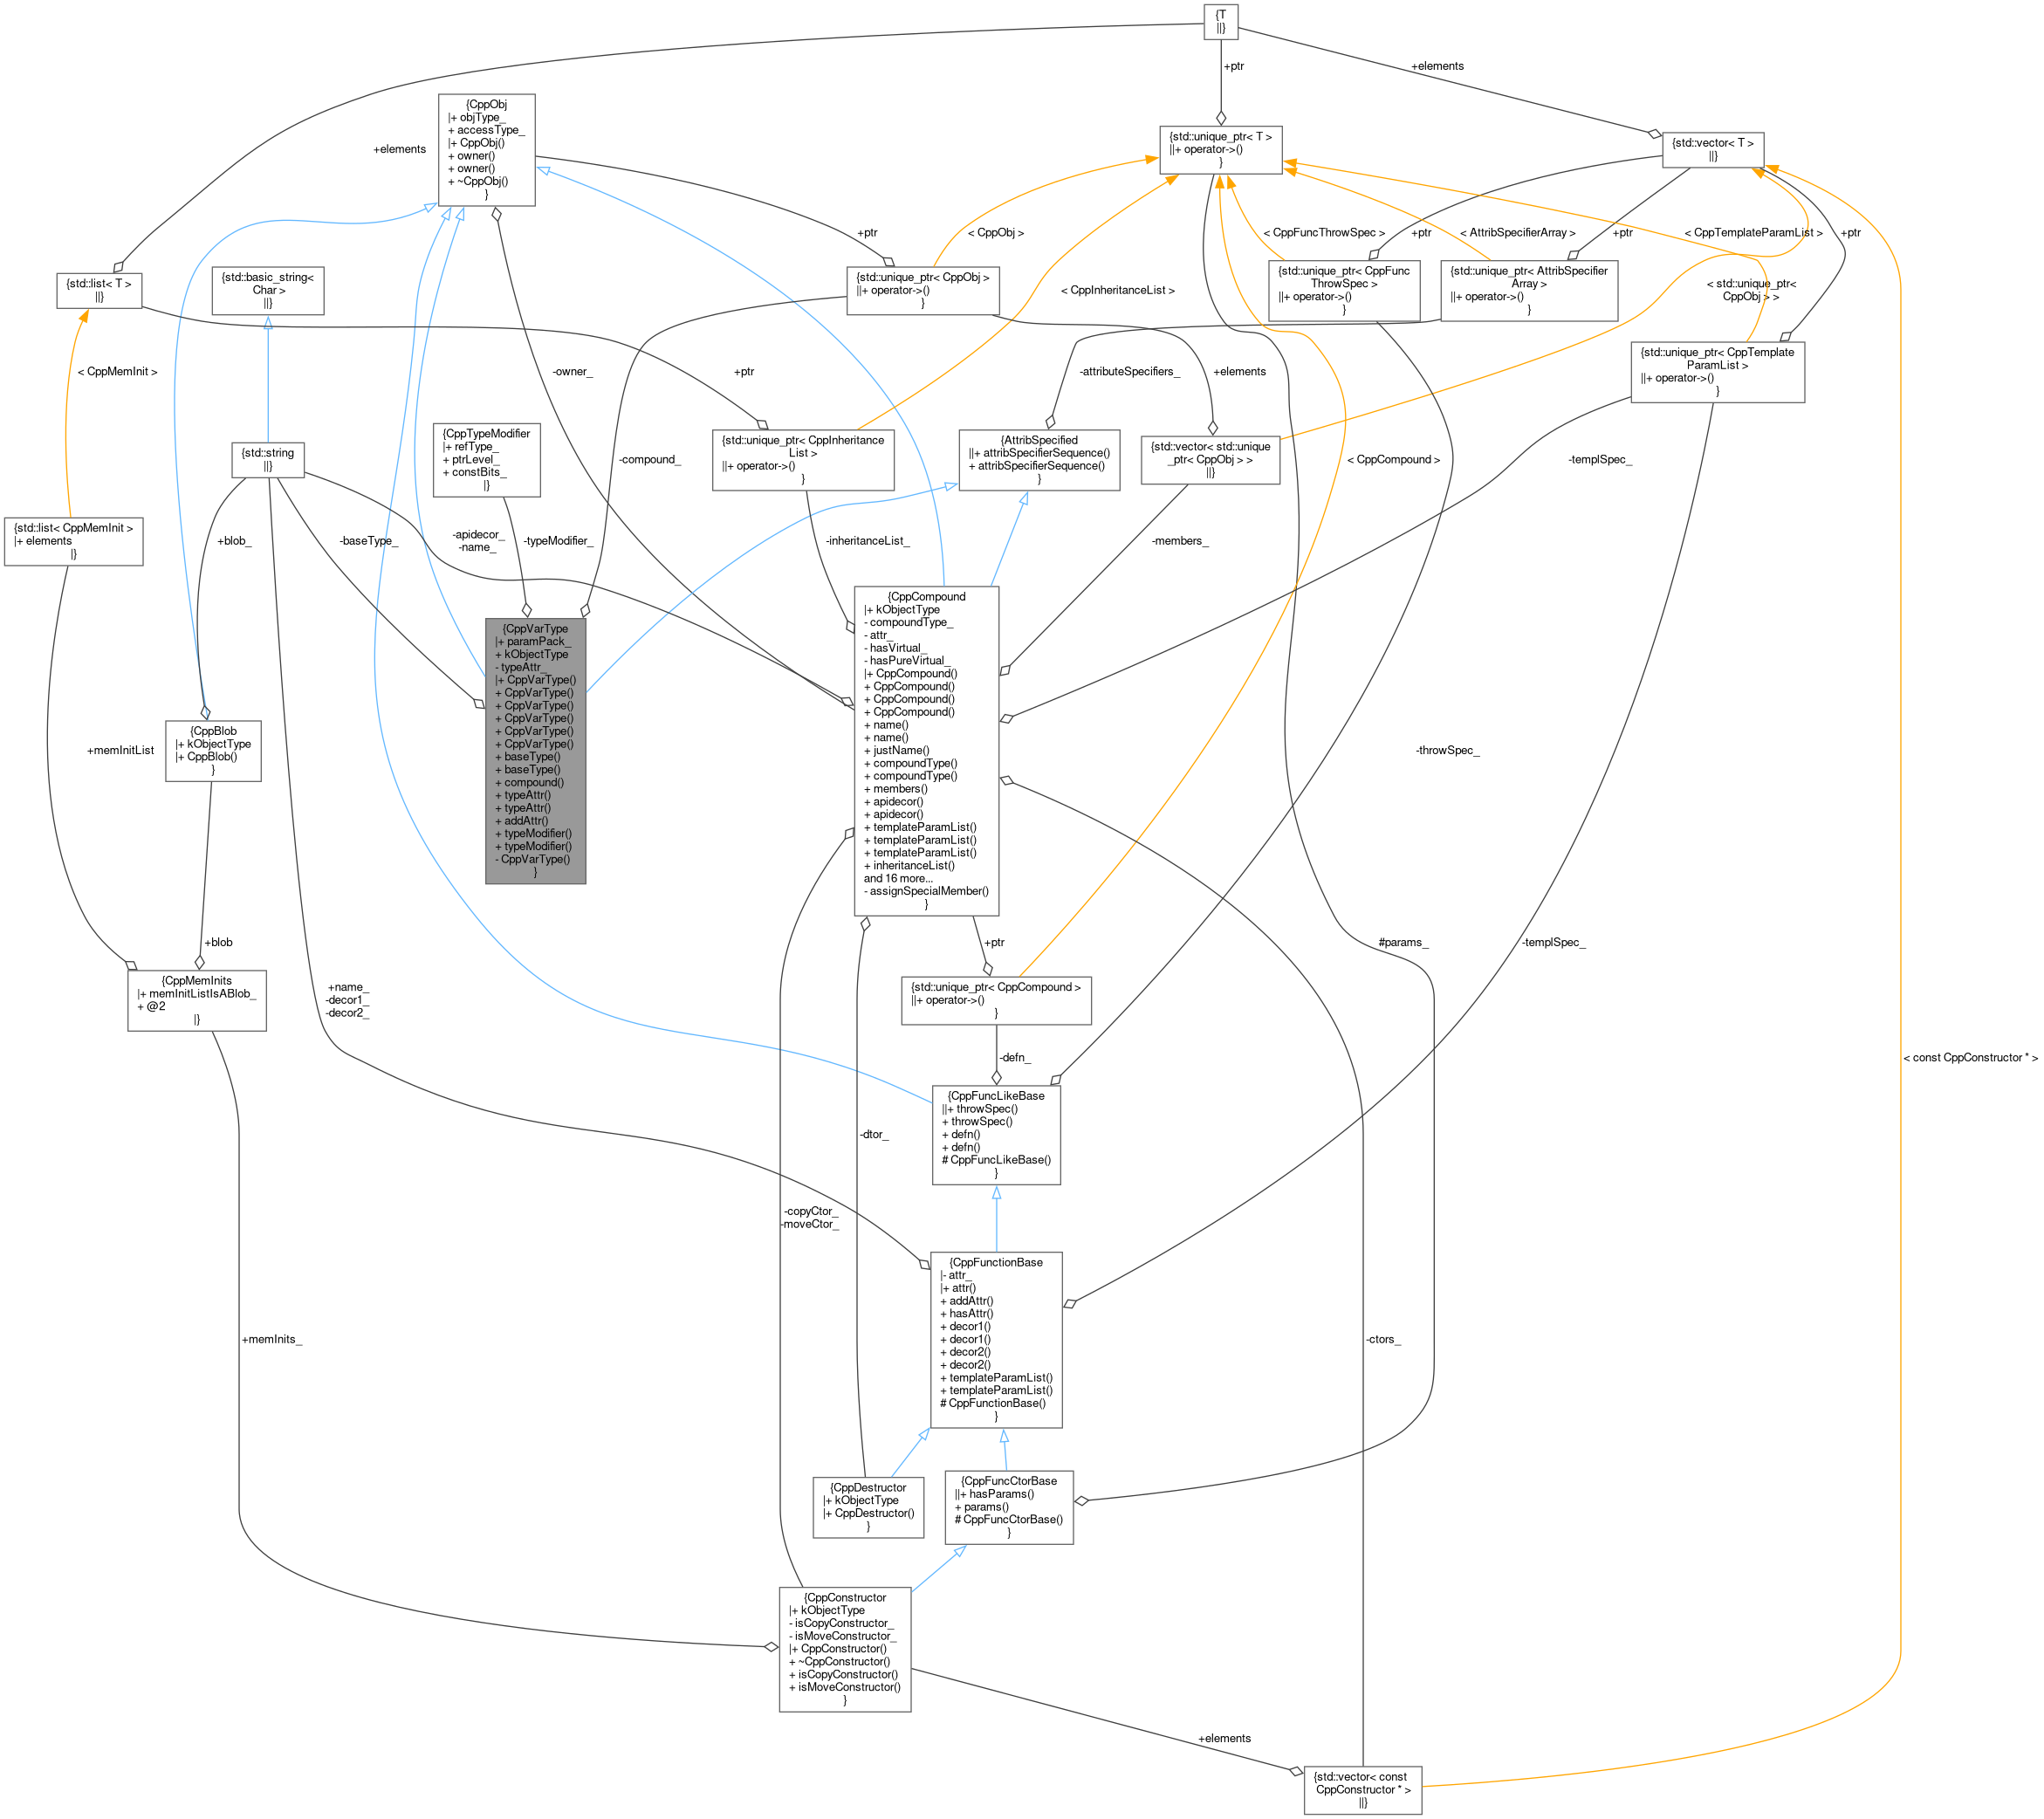 {T
||}
+ptr
+elements
+elements
{CppObj
|+ objType_
+ accessType_
|+ CppObj()
+ owner()
+ owner()
+ ~CppObj()
}
{std::unique_ptr< T >
||+ operator->()
}
{std::vector< T >
||}
+ptr
< CppObj >
< CppFuncThrowSpec >
+ptr
< AttribSpecifierArray >
+ptr
< CppTemplateParamList >
+ptr
{std::list< T >
||}
{std::basic_string<
Char >
||}
{std::unique_ptr< CppObj >
||+ operator->()
}
< CppInheritanceList >
{std::unique_ptr< CppFunc
ThrowSpec >
||+ operator->()
}
{std::unique_ptr< AttribSpecifier
Array >
||+ operator->()
}
< std::unique_ptr<
CppObj > >
< CppMemInit >
-owner_
+ptr
-attributeSpecifiers_
+elements
{std::unique_ptr< CppTemplate
ParamList >
||+ operator->()
}
{std::string
||}
{CppTypeModifier
|+ refType_
+ ptrLevel_
+ constBits_
|}
-compound_
{std::unique_ptr< CppInheritance
List >
||+ operator->()
}
{AttribSpecified
||+ attribSpecifierSequence()
+ attribSpecifierSequence()
}
{std::vector< std::unique
_ptr< CppObj > >
||}
< CppCompound >
-templSpec_
{std::list< CppMemInit >
|+ elements
|}
+blob_
-baseType_
-apidecor_
-name_
-typeModifier_
-inheritanceList_
-members_
{CppVarType
|+ paramPack_
+ kObjectType
- typeAttr_
|+ CppVarType()
+ CppVarType()
+ CppVarType()
+ CppVarType()
+ CppVarType()
+ CppVarType()
+ baseType()
+ baseType()
+ compound()
+ typeAttr()
+ typeAttr()
+ addAttr()
+ typeModifier()
+ typeModifier()
- CppVarType()
}
{CppCompound
|+ kObjectType
- compoundType_
- attr_
- hasVirtual_
- hasPureVirtual_
|+ CppCompound()
+ CppCompound()
+ CppCompound()
+ CppCompound()
+ name()
+ name()
+ justName()
+ compoundType()
+ compoundType()
+ members()
+ apidecor()
+ apidecor()
+ templateParamList()
+ templateParamList()
+ templateParamList()
+ inheritanceList()
and 16 more...
- assignSpecialMember()
}
+memInitList
{CppBlob
|+ kObjectType
|+ CppBlob()
}
-throwSpec_
+blob
+ptr
#params_
-templSpec_
{CppMemInits
|+ memInitListIsABlob_
+ @2
|}
+name_
-decor1_
-decor2_
{std::unique_ptr< CppCompound >
||+ operator->()
}
-defn_
< const CppConstructor * >
{CppFuncLikeBase
||+ throwSpec()
+ throwSpec()
+ defn()
+ defn()
# CppFuncLikeBase()
}
-dtor_
-copyCtor_
-moveCtor_
{CppFunctionBase
|- attr_
|+ attr()
+ addAttr()
+ hasAttr()
+ decor1()
+ decor1()
+ decor2()
+ decor2()
+ templateParamList()
+ templateParamList()
# CppFunctionBase()
}
+memInits_
-ctors_
{CppDestructor
|+ kObjectType
|+ CppDestructor()
}
{CppFuncCtorBase
||+ hasParams()
+ params()
# CppFuncCtorBase()
}
{CppConstructor
|+ kObjectType
- isCopyConstructor_
- isMoveConstructor_
|+ CppConstructor()
+ ~CppConstructor()
+ isCopyConstructor()
+ isMoveConstructor()
}
+elements
{std::vector< const
CppConstructor * >
||}